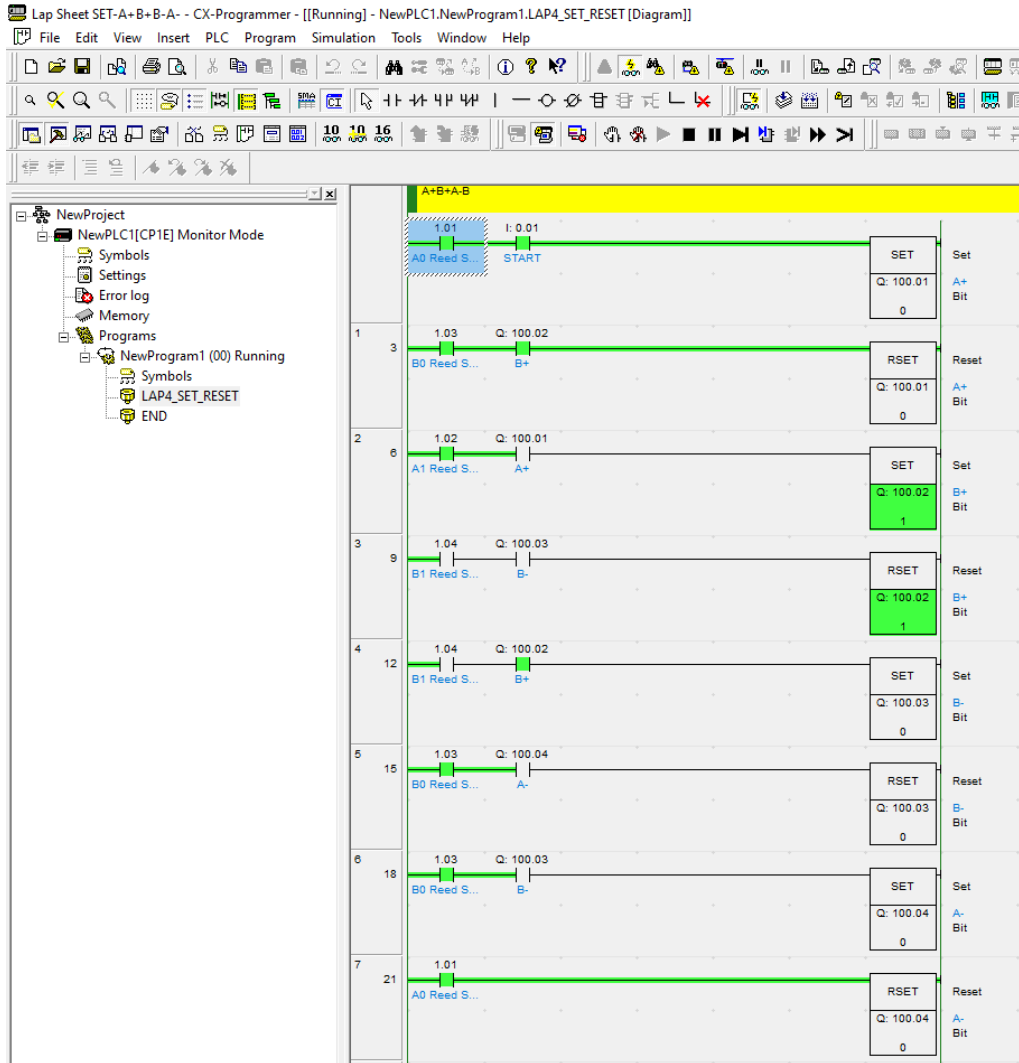 Lap Sheet SET-A+B+B-A- - CX-Programmer - [[Running] - NewPLC1.NewProgram1.LAP4_SET_RESET [Diagram]]
File Edit View Insert PLC Program Simulation Tools Window Help
10 10 16
NewProject
NewPLC1[CP1E] Monitor Mode
Symbols
Settings
Error log
Memory
Programs
NewProgram1 (00) Running
Symbols
LAP4_SET_RESET
END
A+B+A-B
1.01 I: 0.01
A0 Reed S... START
SET Set
Q: 100.01 A+
Bit
0
1 1.03 Q: 100.02
3
B0 Reed S... B+
RSET Reset
Q: 100.01 A+
Bit
0
2 1.02 Q: 100.01
6
A1 Reed S... A+
SET Set
Q: 100.02 B+
Bit
1
3 1.04 Q: 100.03
9
B1 Reed S... B-
RSET Reset
Q: 100.02 B+
Bit
1
4 1.04 Q: 100.02
12
B1 Reed S... B+
SET Set
Q: 100.03 B-
Bit
0
5 1.03 Q: 100.04
15
B0 Reed S... A-
RSET Reset
Q: 100.03 B-
Bit
0
6 1.03 Q: 100.03
18
B0 Reed S... B-
SET Set
Q: 100.04 A-
Bit
0
7 1.01
21
A0 Reed S...
RSET Reset
Q: 100.04 A-
Bit
0